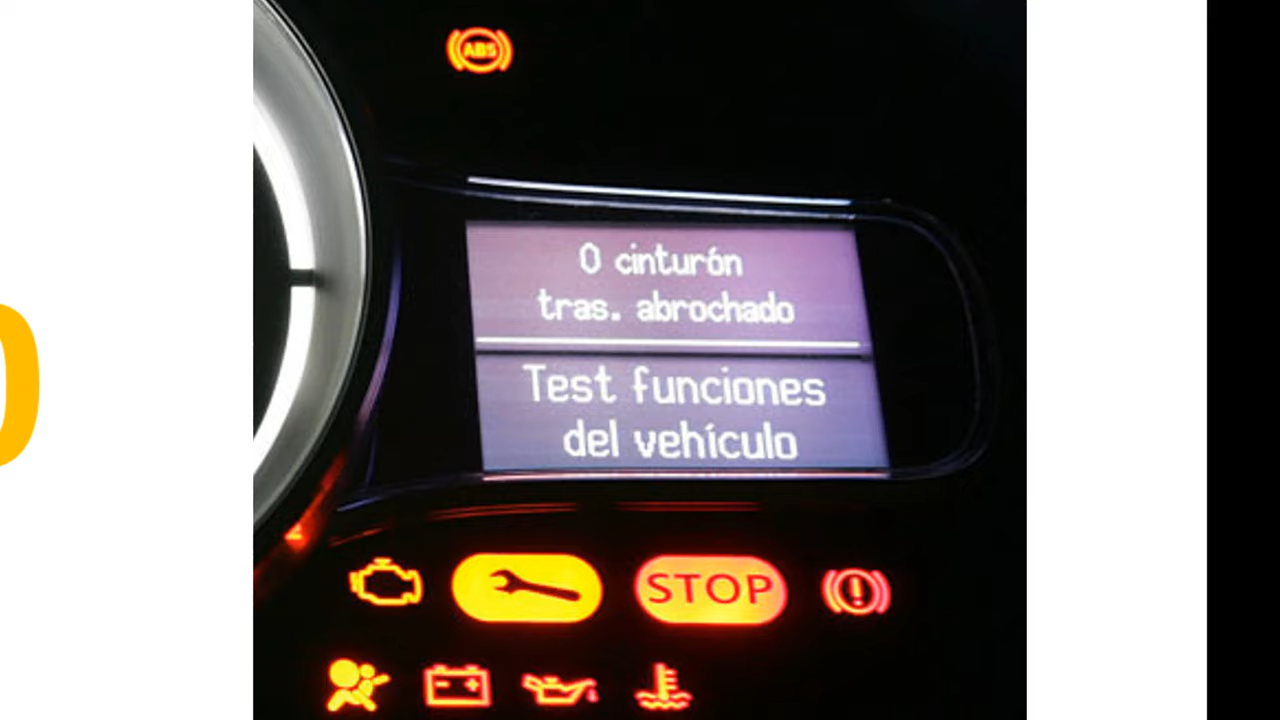 ABS
0 cinturón
tras. abrochado
Test funciones
del vehículo
STOP